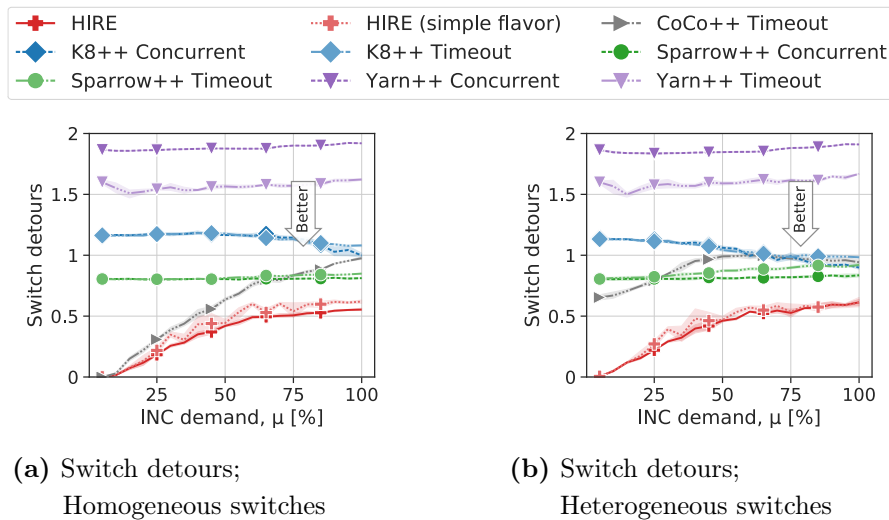 HIRE HIRE (simple flavor) CoCo++ Timeout
K8++ Concurrent K8++ Timeout Sparrow++ Concurrent
Sparrow++ Timeout Yarn++ Concurrent Yarn++ Timeout
Switch detours
2
1.5
1
0.5
0
25 50 75 100
INC demand, μ [%]
Better
(a) Switch detours;
Homogeneous switches
Switch detours
2
1.5
1
0.5
0
25 50 75 100
INC demand, μ [%]
Better
(b) Switch detours;
Heterogeneous switches